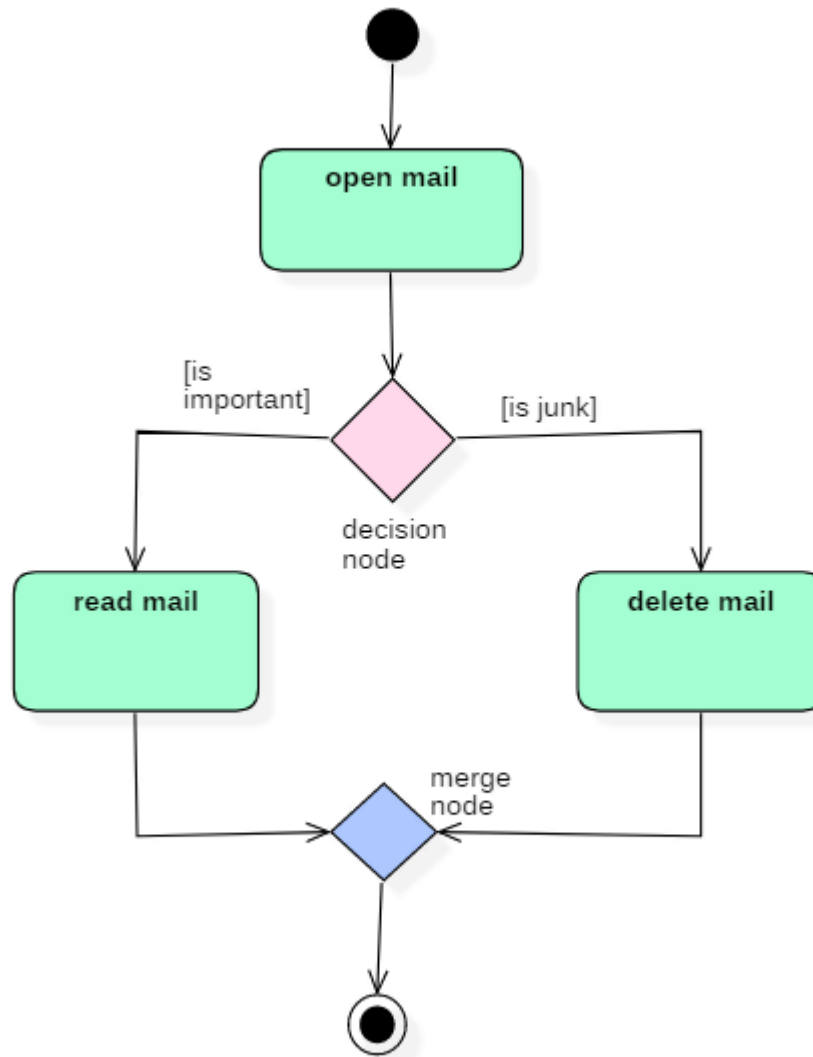 open mail
[is
important]
[is junk]
decision
node
read mail
delete mail
merge
node